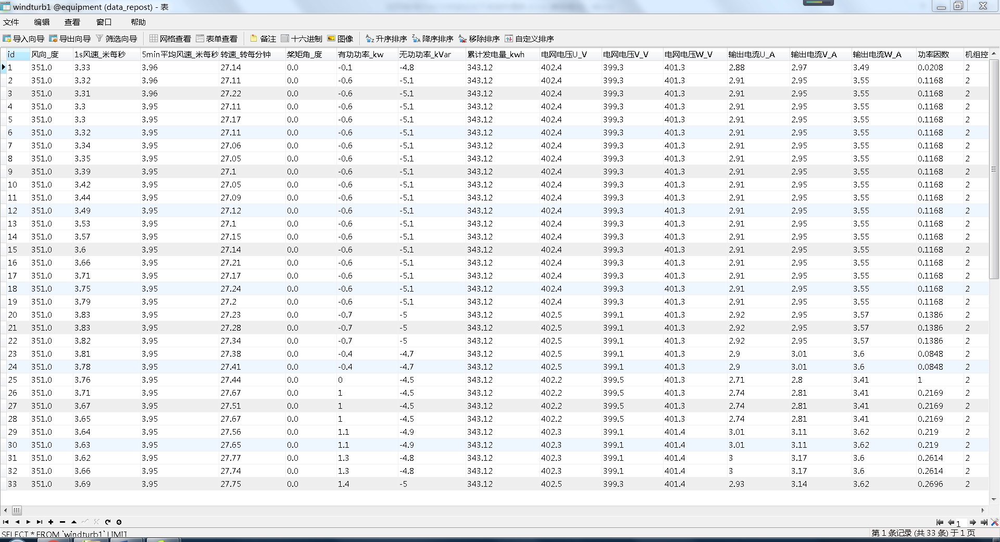 windturb1 @equipment (data_repost) - 表
文件 编辑 查看 窗口 帮助
导入向导 导出向导 筛选向导 网格查看 表单查看 备注 十六进制 图像 升序排序 降序排序 移除排序 自定义排序
id 风向_度 1s风速_米每秒 5min平均风速_米每秒 转速_转每分钟 桨矩角_度 有功功率_kw 无功功率_kVar 累计发电量_kwh 电网电压U_V 电网电压V_V 电网电压W_V 输出电流U_A 输出电流V_A 输出电流W_A 功率因数 机组控
1 351.0 3.33 3.96 27.14 0.0 -0.1 -4.8 343.12 402.4 399.3 401.3 2.88 2.97 3.49 0.0208 2
2 351.0 3.32 3.96 27.11 0.0 -0.6 -5.1 343.12 402.4 399.3 401.3 2.91 2.95 3.55 0.1168 2
3 351.0 3.31 3.96 27.22 0.0 -0.6 -5.1 343.12 402.4 399.3 401.3 2.91 2.95 3.55 0.1168 2
4 351.0 3.3 3.95 27.11 0.0 -0.6 -5.1 343.12 402.4 399.3 401.3 2.91 2.95 3.55 0.1168 2
5 351.0 3.3 3.95 27.17 0.0 -0.6 -5.1 343.12 402.4 399.3 401.3 2.91 2.95 3.55 0.1168 2
6 351.0 3.32 3.95 27.11 0.0 -0.6 -5.1 343.12 402.4 399.3 401.3 2.91 2.95 3.55 0.1168 2
7 351.0 3.34 3.95 27.06 0.0 -0.6 -5.1 343.12 402.4 399.3 401.3 2.91 2.95 3.55 0.1168 2
8 351.0 3.35 3.95 27.05 0.0 -0.6 -5.1 343.12 402.4 399.3 401.3 2.91 2.95 3.55 0.1168 2
9 351.0 3.39 3.95 27.1 0.0 -0.6 -5.1 343.12 402.4 399.3 401.3 2.91 2.95 3.55 0.1168 2
10 351.0 3.42 3.95 27.05 0.0 -0.6 -5.1 343.12 402.4 399.3 401.3 2.91 2.95 3.55 0.1168 2
11 351.0 3.44 3.95 27.09 0.0 -0.6 -5.1 343.12 402.4 399.3 401.3 2.91 2.95 3.55 0.1168 2
12 351.0 3.49 3.95 27.12 0.0 -0.6 -5.1 343.12 402.4 399.3 401.3 2.91 2.95 3.55 0.1168 2
13 351.0 3.53 3.95 27.1 0.0 -0.6 -5.1 343.12 402.4 399.3 401.3 2.91 2.95 3.55 0.1168 2
14 351.0 3.57 3.95 27.15 0.0 -0.6 -5.1 343.12 402.4 399.3 401.3 2.91 2.95 3.55 0.1168 2
15 351.0 3.6 3.95 27.14 0.0 -0.6 -5.1 343.12 402.4 399.3 401.3 2.91 2.95 3.55 0.1168 2
16 351.0 3.66 3.95 27.21 0.0 -0.6 -5.1 343.12 402.4 399.3 401.3 2.91 2.95 3.55 0.1168 2
17 351.0 3.71 3.95 27.17 0.0 -0.6 -5.1 343.12 402.4 399.3 401.3 2.91 2.95 3.55 0.1168 2
18 351.0 3.75 3.95 27.24 0.0 -0.6 -5.1 343.12 402.4 399.3 401.3 2.91 2.95 3.55 0.1168 2
19 351.0 3.79 3.95 27.2 0.0 -0.6 -5.1 343.12 402.4 399.3 401.3 2.91 2.95 3.55 0.1168 2
20 351.0 3.83 3.95 27.23 0.0 -0.7 -5 343.12 402.5 399.1 401.3 2.92 2.95 3.57 0.1386 2
21 351.0 3.83 3.95 27.28 0.0 -0.7 -5 343.12 402.5 399.1 401.3 2.92 2.95 3.57 0.1386 2
22 351.0 3.82 3.95 27.34 0.0 -0.7 -5 343.12 402.5 399.1 401.3 2.92 2.95 3.57 0.1386 2
23 351.0 3.81 3.95 27.38 0.0 -0.4 -4.7 343.12 402.5 399.1 401.3 2.9 3.01 3.6 0.0848 2
24 351.0 3.78 3.95 27.41 0.0 -0.4 -4.7 343.12 402.5 399.1 401.3 2.9 3.01 3.6 0.0848 2
25 351.0 3.76 3.95 27.44 0.0 0 -4.5 343.12 402.2 399.5 401.3 2.71 2.8 3.41 1 2
26 351.0 3.71 3.95 27.67 0.0 1 -4.5 343.12 402.2 399.5 401.3 2.74 2.81 3.41 0.2169 2
27 351.0 3.67 3.95 27.51 0.0 1 -4.5 343.12 402.2 399.5 401.3 2.74 2.81 3.41 0.2169 2
28 351.0 3.65 3.95 27.67 0.0 1 -4.5 343.12 402.2 399.5 401.3 2.74 2.81 3.41 0.2169 2
29 351.0 3.64 3.95 27.56 0.0 1.1 -4.9 343.12 402.3 399.1 401.4 3.01 3.11 3.62 0.219 2
30 351.0 3.63 3.95 27.65 0.0 1.1 -4.9 343.12 402.3 399.1 401.4 3.01 3.11 3.62 0.219 2
31 351.0 3.62 3.95 27.77 0.0 1.3 -4.8 343.12 402.3 399.1 401.4 3 3.17 3.6 0.2614 2
32 351.0 3.66 3.95 27.74 0.0 1.3 -4.8 343.12 402.3 399.1 401.4 3 3.17 3.6 0.2614 2
33 351.0 3.69 3.95 27.75 0.0 1.4 -5 343.12 402.5 399.3 401.4 2.93 3.14 3.62 0.2696 2
1
SELECT * FROM `windturb1` LIMIT 第 1 条记录 (共 33 条) 于 1 页